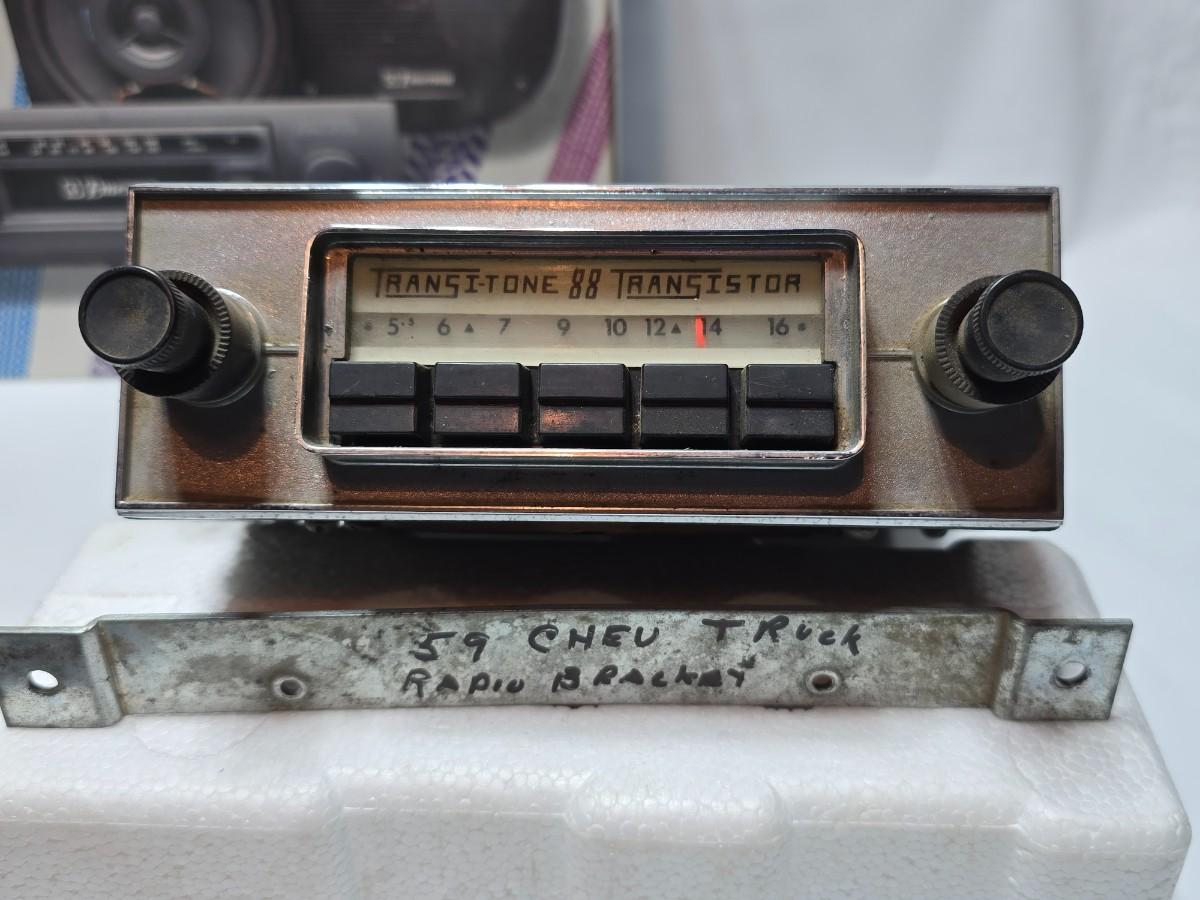 TRANSI-TONE 88 TRANSISTOR
5.5 6 ▲ 7 9 10 12 ▲ 14 16
59 CHEV TRuck
RADIO BRACKET